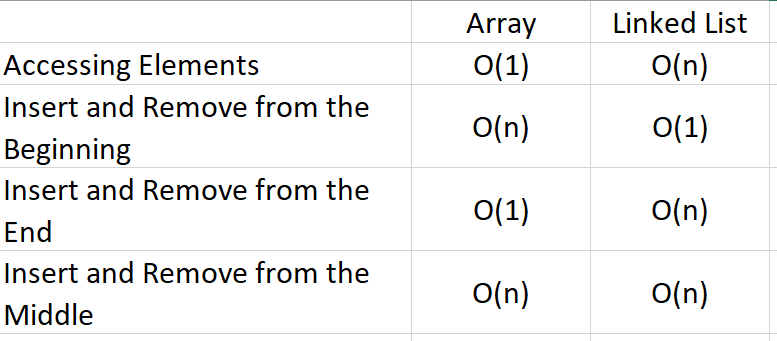 Array Linked List
Accessing Elements O(1) O(n)
Insert and Remove from the
Beginning O(n) O(1)
Insert and Remove from the
End O(1) O(n)
Insert and Remove from the
Middle O(n) O(n)